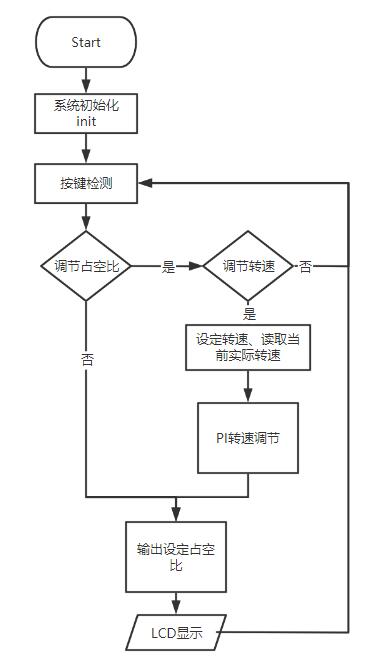 Start
系统初始化
init
按键检测
调节占空比
是
调节转速
否
是
设定转速、读取当
前实际转速
否
PI转速调节
输出设定占空
比
LCD显示